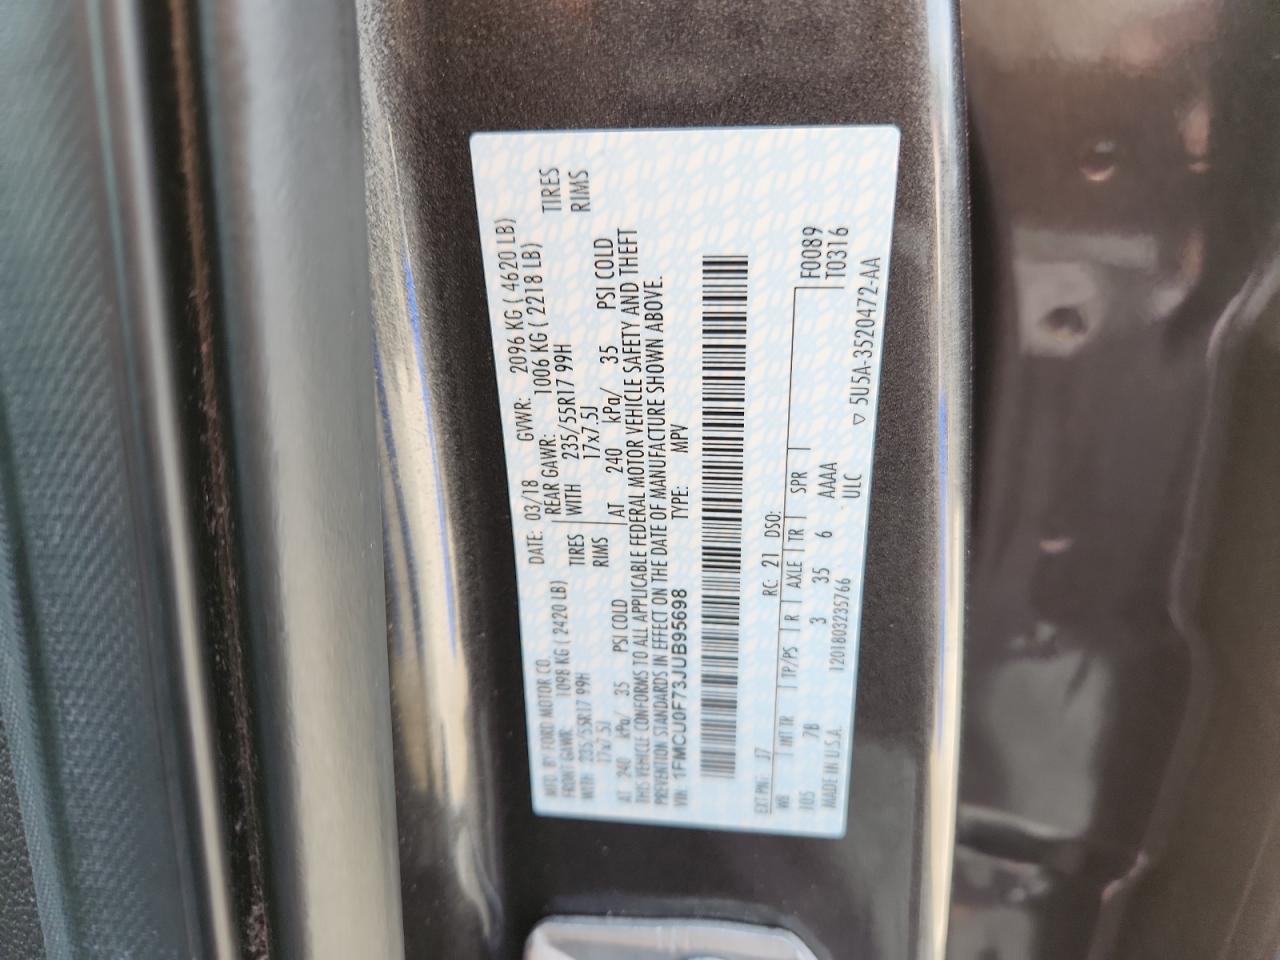 MFD. BY FORD MOTOR CO.
DATE: 03/18 GVWR: 2096 KG ( 4620 LB)
FRONT GAWR: 1098 KG ( 2420 LB) REAR GAWR: 1006 KG ( 2218 LB)
WITH 235/55R17 99H TIRES WITH 235/55R17 99H TIRES
17x7.5J RIMS 17x7.5J RIMS
AT 240 kPa/ 35 PSI COLD AT 240 kPa/ 35 PSI COLD
THIS VEHICLE CONFORMS TO ALL APPLICABLE FEDERAL MOTOR VEHICLE SAFETY AND THEFT
PREVENTION STANDARDS IN EFFECT ON THE DATE OF MANUFACTURE SHOWN ABOVE.
VIN: 1FMCU0F73JUB95698 TYPE: MPV
EXT PNT: J7 RC: 21 DSO: F0089
WB INT TR TP/PS R AXLE TR SPR T0316
105 7B 3 35 6 AAAA
MADE IN U.S.A. 1201803235766 ULC
▽ 5U5A-3520472-AA